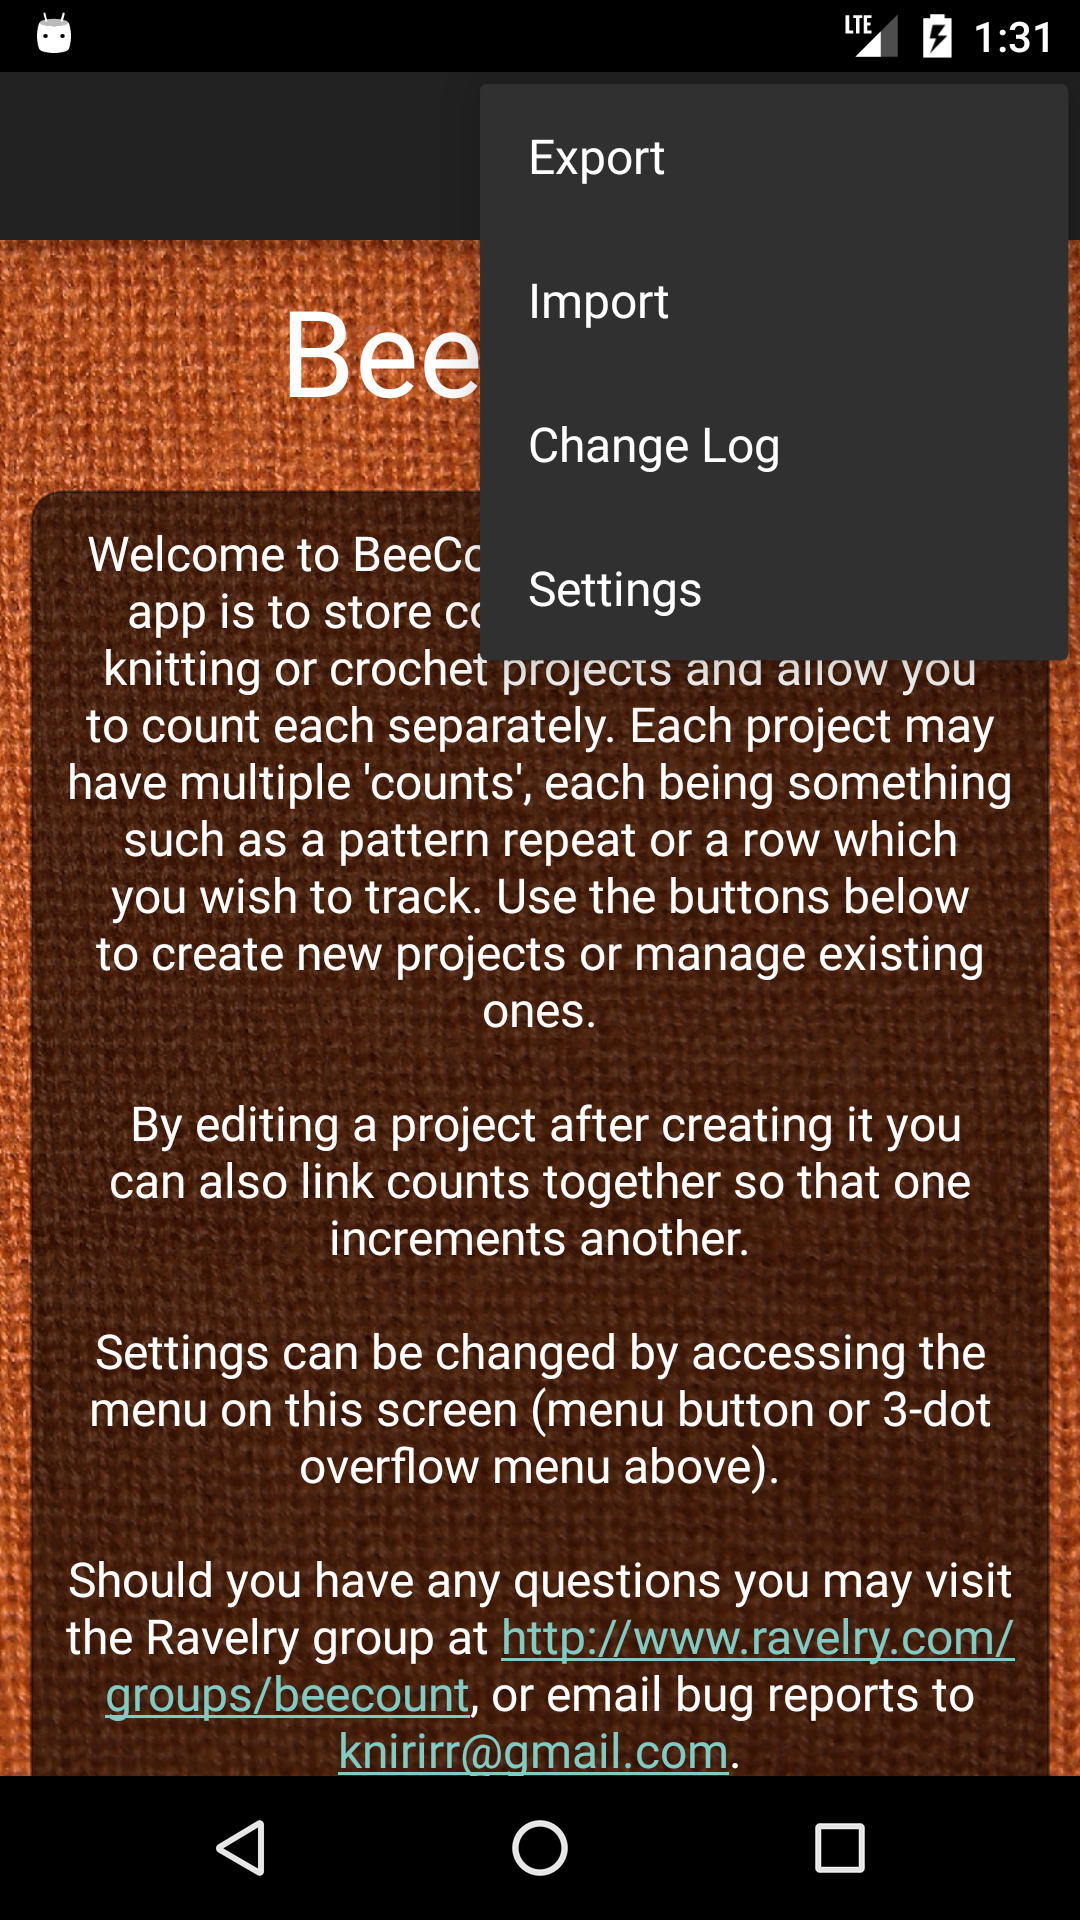 LTE 1:31
Export
Import
Bee
Change Log
Welcome to
app is to store
Settings
knitting or crochet projects and allow you
to count each separately. Each project may
have multiple 'counts', each being something
such as a pattern repeat or a row which
you wish to track. Use the buttons below
to create new projects or manage existing
ones.
By editing a project after creating it you
can also link counts together so that one
increments another.
Settings can be changed by accessing the
menu on this screen (menu button or 3-dot
overflow menu above).
Should you have any questions you may visit
the Ravelry group at http://www.ravelry.com/
groups/beecount, or email bug reports to
knirirr@gmail.com.